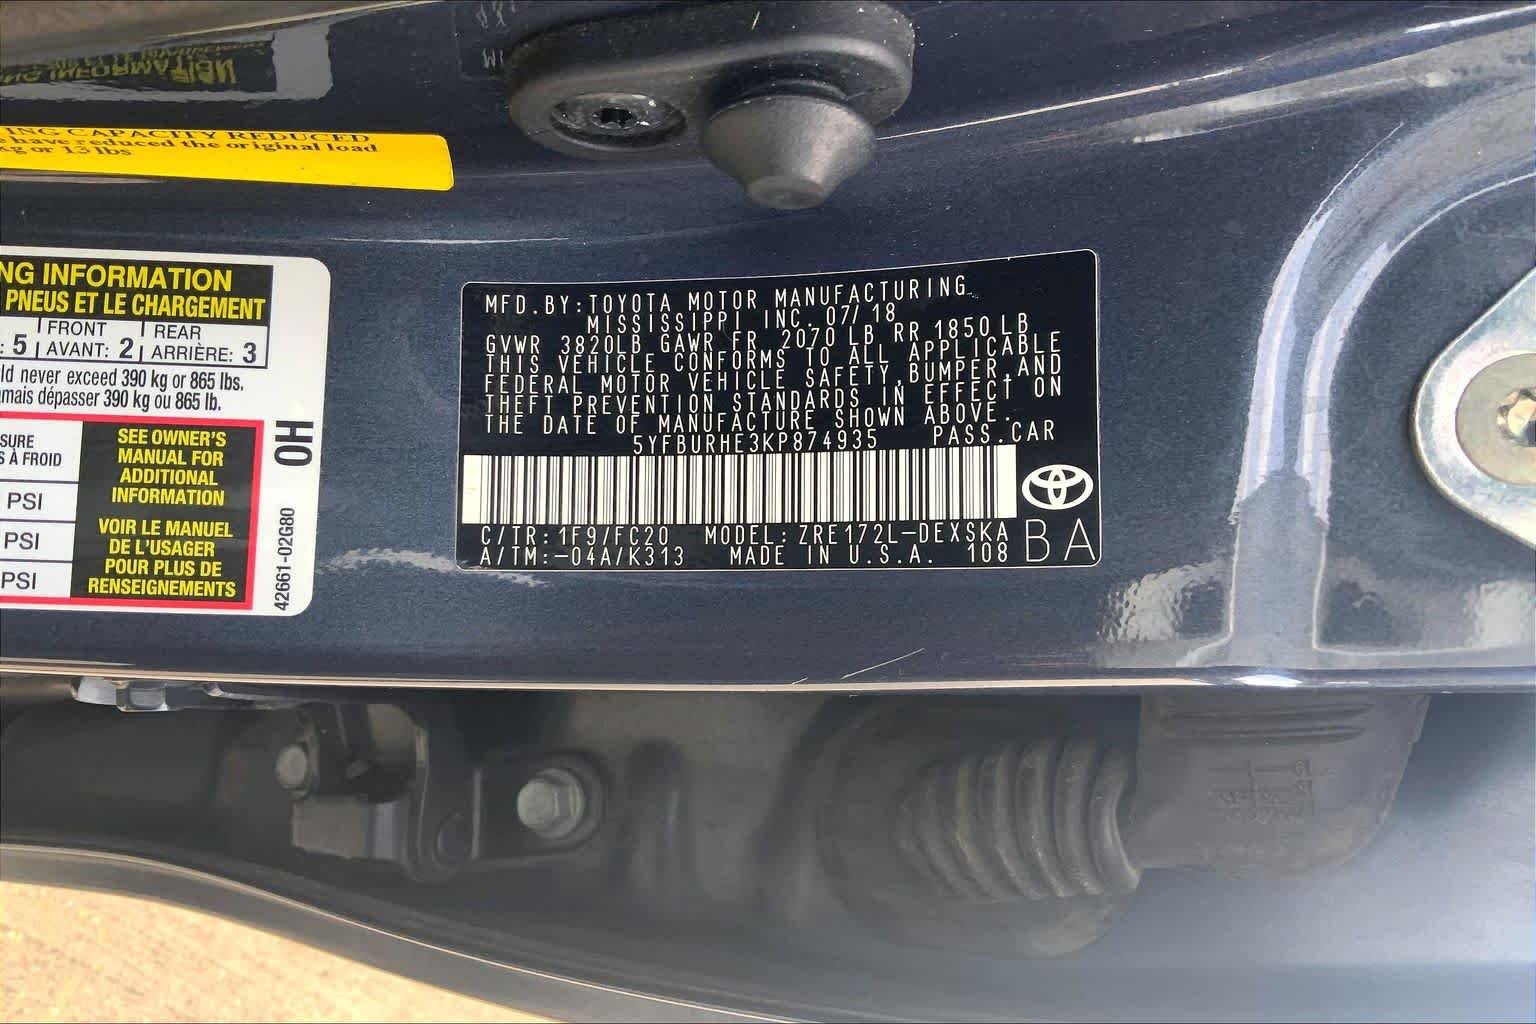 ING INFORMATION
ING CAPACITY REDUCED
have reduced the original load
kg or 13 lbs
NG INFORMATION
PNEUS ET LE CHARGEMENT
: 5 FRONT AVANT: 2 REAR ARRIÈRE: 3
ld never exceed 390 kg or 865 lbs.
mais dépasser 390 kg ou 865 lb.
SURE
S À FROID
PSI
PSI
PSI
SEE OWNER'S
MANUAL FOR
ADDITIONAL
INFORMATION
VOIR LE MANUEL
DE L'USAGER
POUR PLUS DE
RENSEIGNEMENTS
OH
42661-02G80
MFD.BY:TOYOTA MOTOR MANUFACTURING
MISSISSIPPI INC. 07/18
GVWR 3820LB GAWR FR 2070 LB RR 1850 LB
THIS VEHICLE CONFORMS TO ALL APPLICABLE
FEDERAL MOTOR VEHICLE SAFETY,BUMPER,AND
THEFT PREVENTION STANDARDS IN EFFECT ON
THE DATE OF MANUFACTURE SHOWN ABOVE.
5YFBURHE3KP874935 PASS.CAR
C/TR: 1F9/FC20 MODEL: ZRE172L-DEXSKA
A/TM:-04A/K313 MADE IN U.S.A. 108 BA